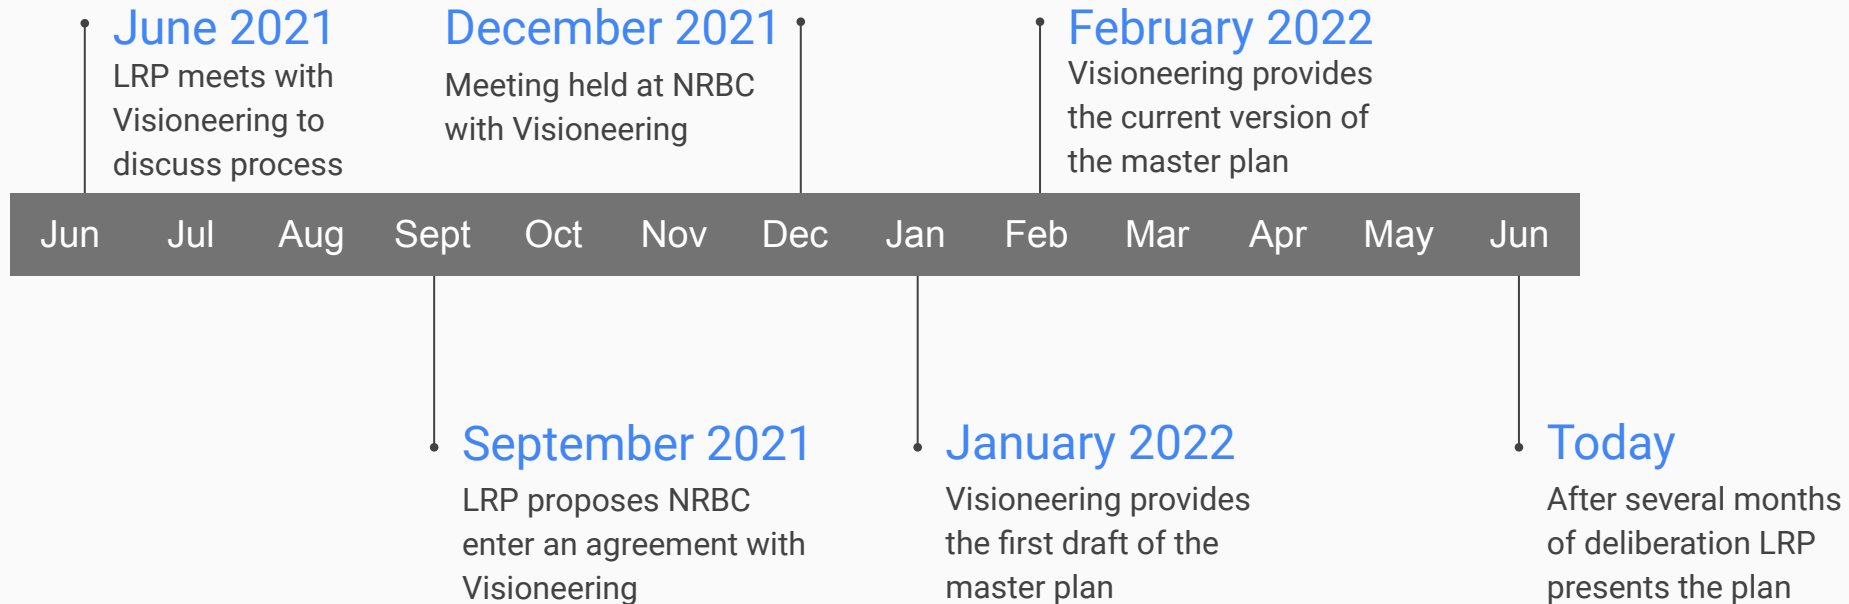 June 2021
LRP meets with
Visioneering to
discuss process
December 2021
Meeting held at NRBC
with Visioneering
February 2022
Visioneering provides
the current version of
the master plan
Jun Jul Aug Sept Oct Nov Dec Jan Feb Mar Apr May Jun
September 2021
LRP proposes NRBC
enter an agreement with
Visioneering
January 2022
Visioneering provides
the first draft of the
master plan
Today
After several months
of deliberation LRP
presents the plan